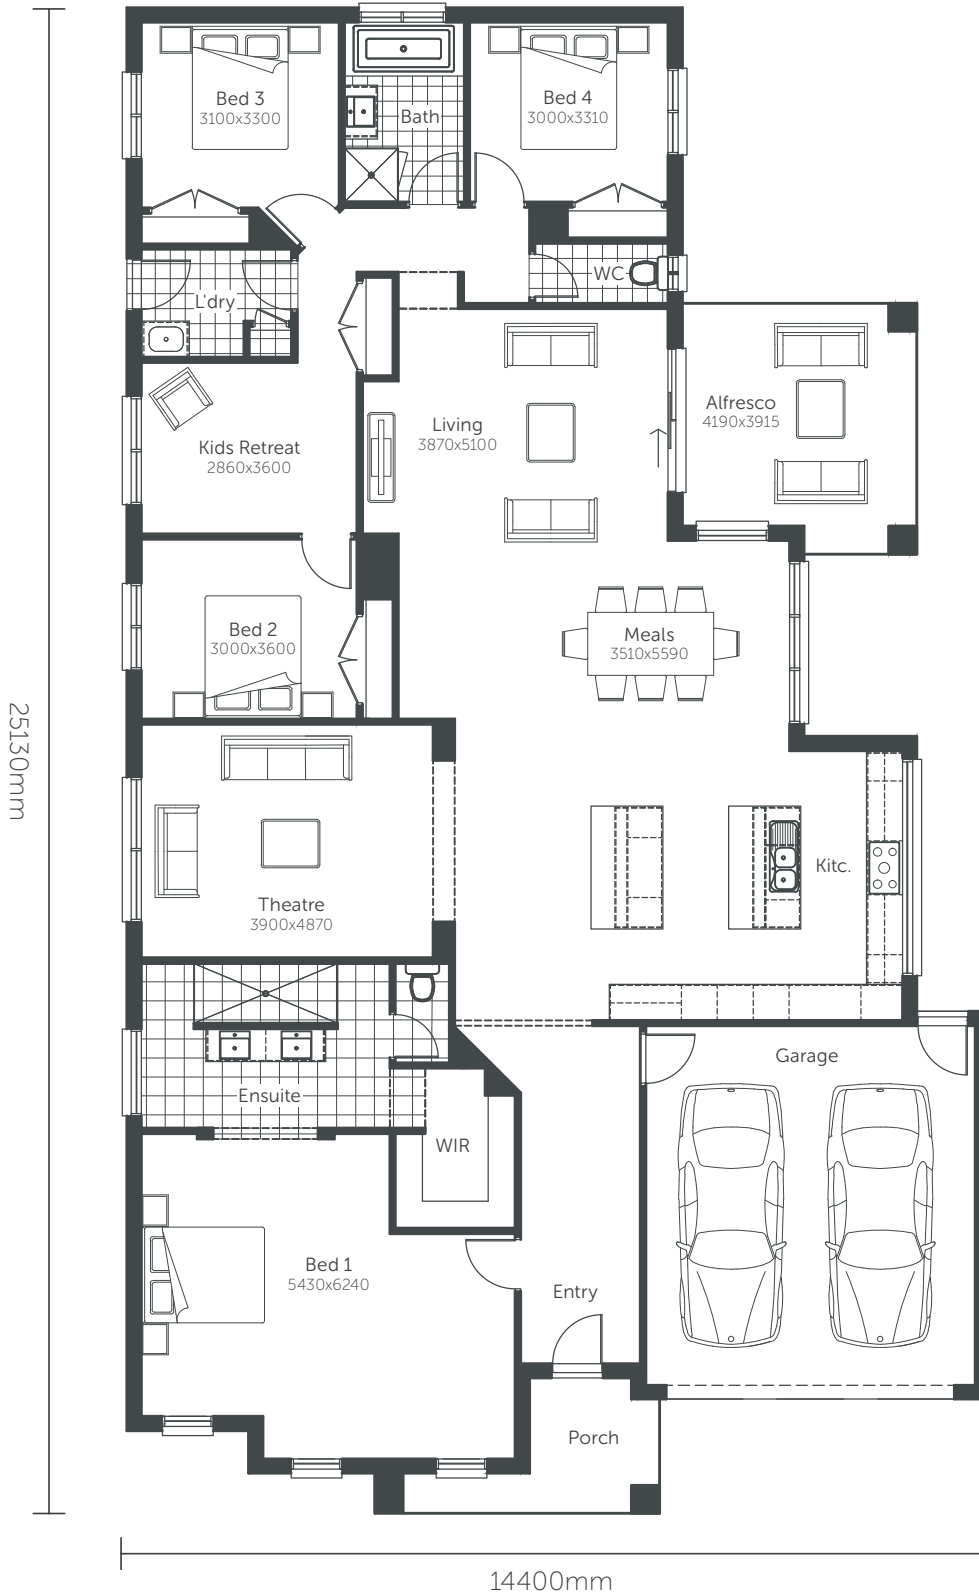 Bed 3
3100x3300
Bath
Bed 4
3000x3310
WC
L'dry
Alfresco
4190x3915
Living
3870x5100
Kids Retreat
2860x3600
Bed 2
3000x3600
Meals
3510x5590
25130mm
Kitc.
Theatre
3900x4870
Garage
Ensuite
WIR
Bed 1
5430x6240
Entry
Porch
14400mm